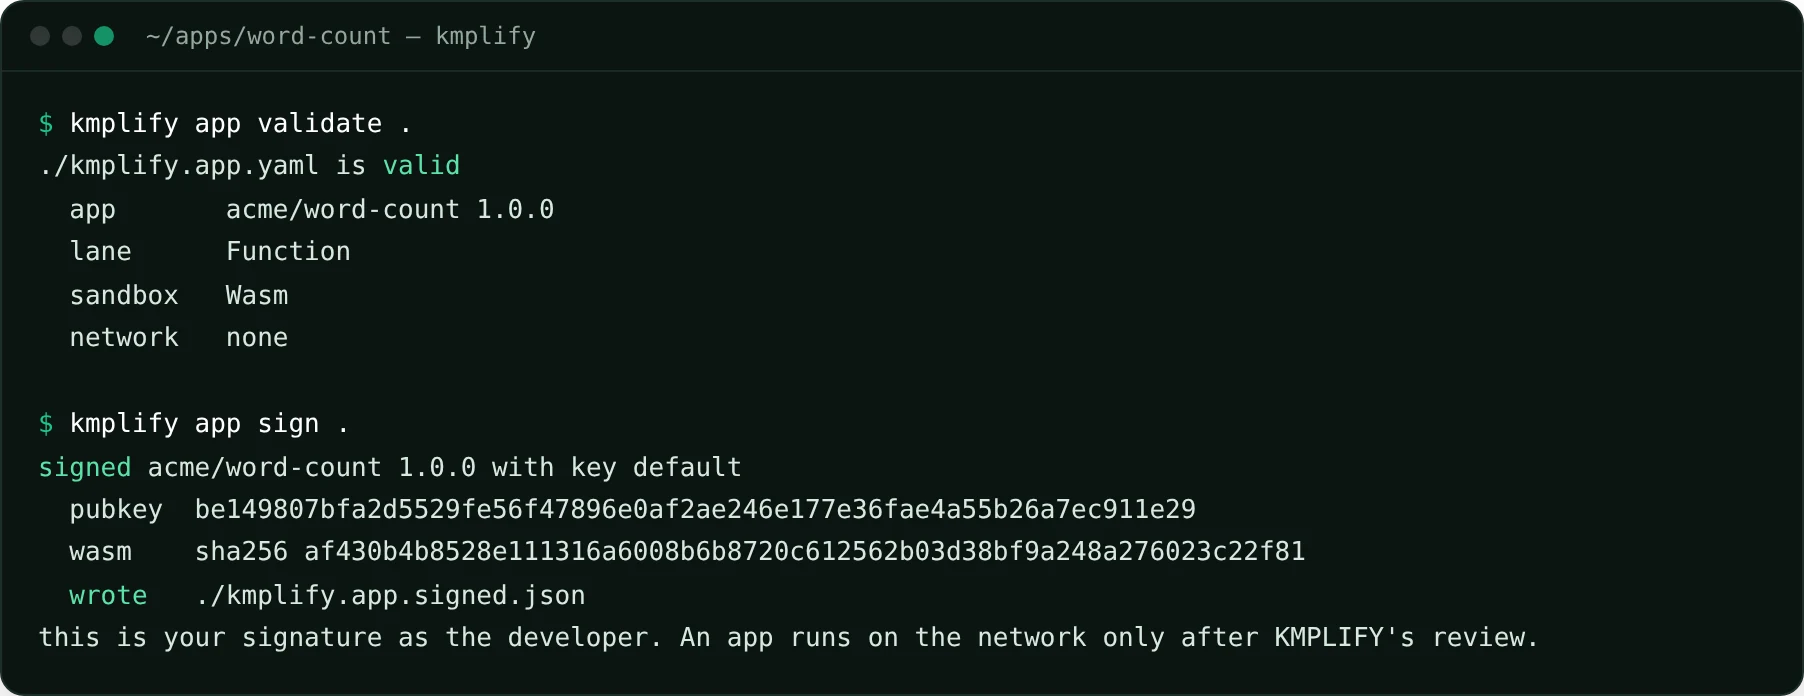 ~/apps/word-count — kmplify
$ kmplify app validate .
./kmplify.app.yaml is valid
app acme/word-count 1.0.0
lane Function
sandbox Wasm
network none
$ kmplify app sign .
signed acme/word-count 1.0.0 with key default
pubkey be149807bfa2d5529fe56f47896e0af2ae246e177e36fae4a55b26a7ec911e29
wasm sha256 af430b4b8528e111316a6008b6b8720c612562b03d38bf9a248a276023c22f81
wrote ./kmplify.app.signed.json
this is your signature as the developer. An app runs on the network only after KMPLIFY's review.